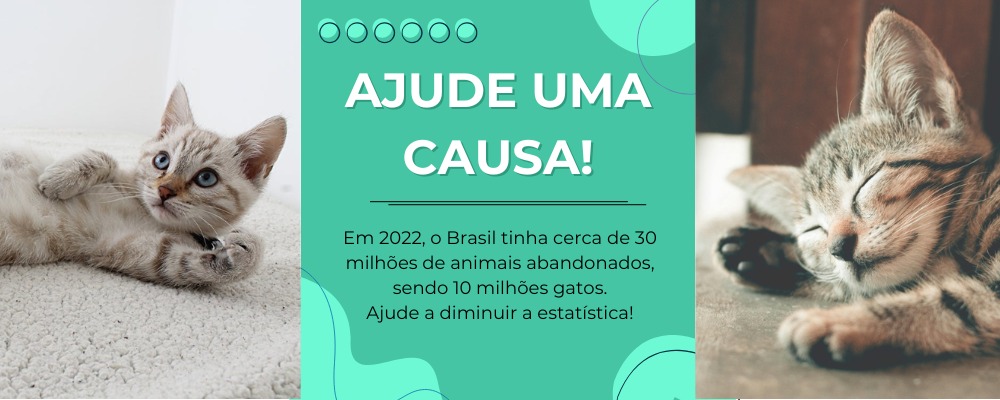 AJUDE UMA
CAUSA!
Em 2022, o Brasil tinha cerca de 30
milhões de animais abandonados,
sendo 10 milhões gatos.
Ajude a diminuir a estatística!